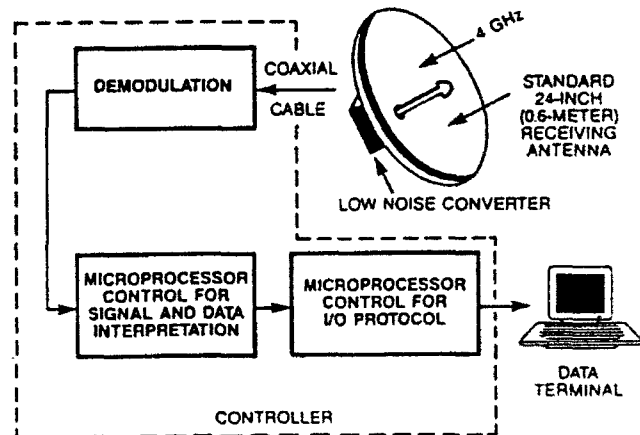 DEMODULATION
COAXIAL
CABLE
4 GHz
STANDARD
24-INCH
(0.6-METER)
RECEIVING
ANTENNA
LOW NOISE CONVERTER
MICROPROCESSOR
CONTROL FOR
SIGNAL AND DATA
INTERPRETATION
MICROPROCESSOR
CONTROL FOR
I/O PROTOCOL
DATA
TERMINAL
CONTROLLER